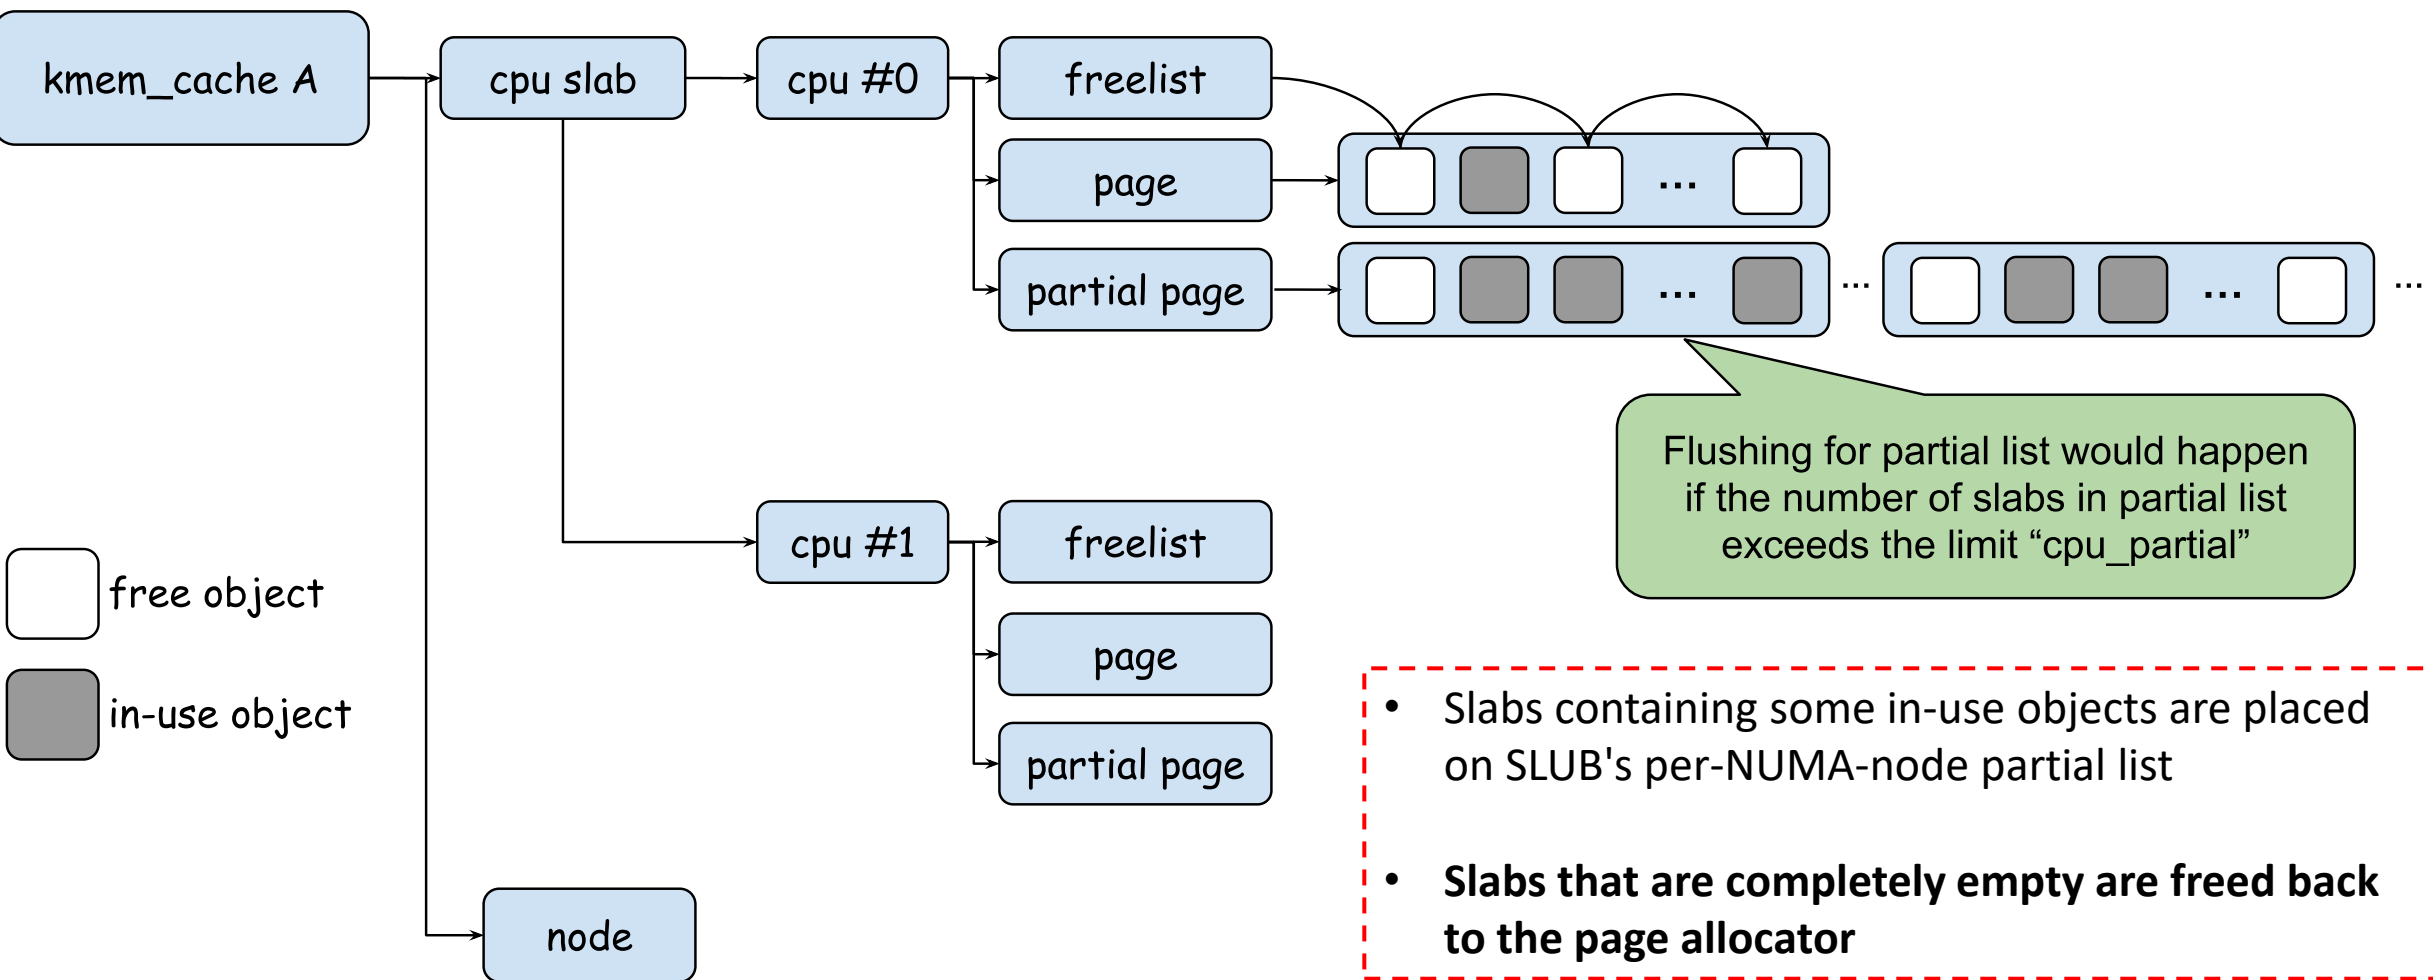 kmem_cache A
cpu slab
cpu #0
freelist
page
...
partial page
...
...
...
...
Flushing for partial list would happen
if the number of slabs in partial list
exceeds the limit “cpu_partial”
cpu #1
freelist
page
partial page
free object
in-use object
node
• Slabs containing some in-use objects are placed
on SLUB's per-NUMA-node partial list
• Slabs that are completely empty are freed back
to the page allocator